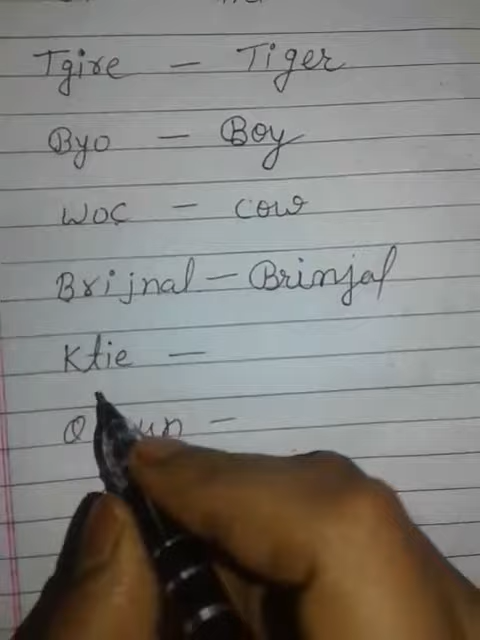 Tgire - Tiger
Byo - Boy
Woc - Cow
Brijnal - Brinjal
Ktie -
-